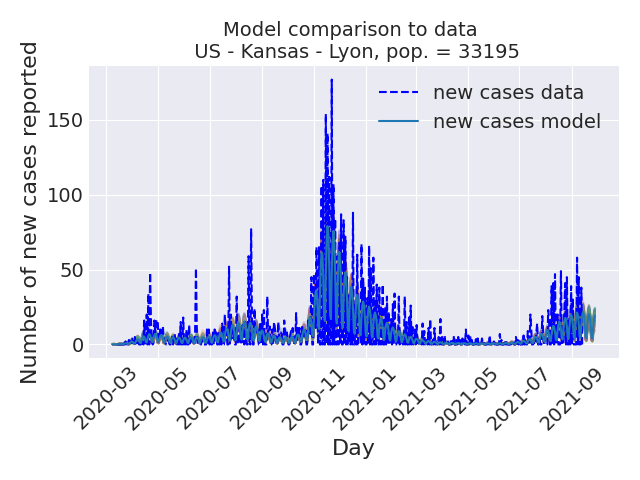 Model comparison to data
US - Kansas - Lyon, pop. = 33195
Number of new cases reported
150
100
50
0
new cases data
new cases model
2020-03
2020-05
2020-07
2020-09
2020-11
2021-01
2021-03
2021-05
2021-07
2021-09
Day